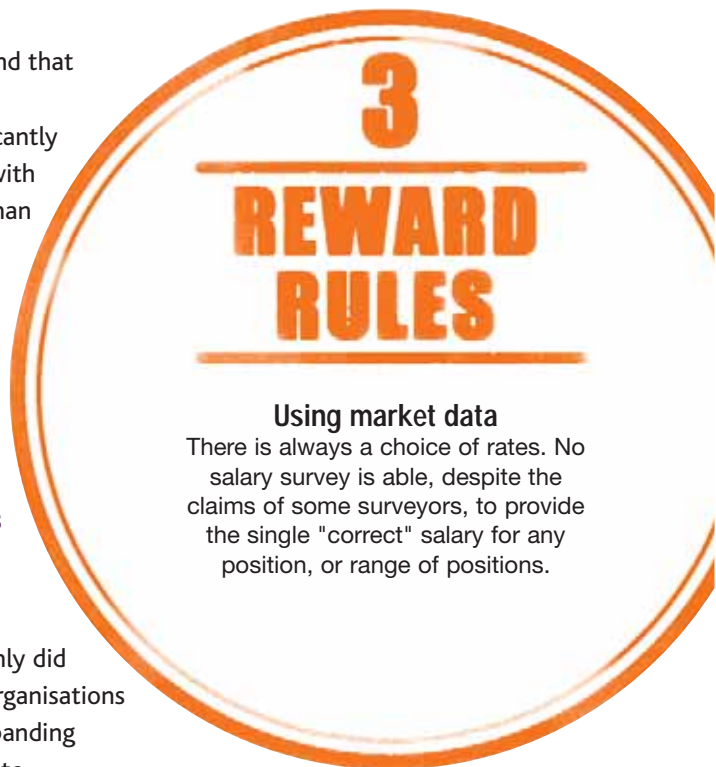 nd that
cantly
with
han
s
nly did
rganisations
anding
3
REWARD
RULES
Using market data
There is always a choice of rates. No
salary survey is able, despite the
claims of some surveyors, to provide
the single "correct" salary for any
position, or range of positions.